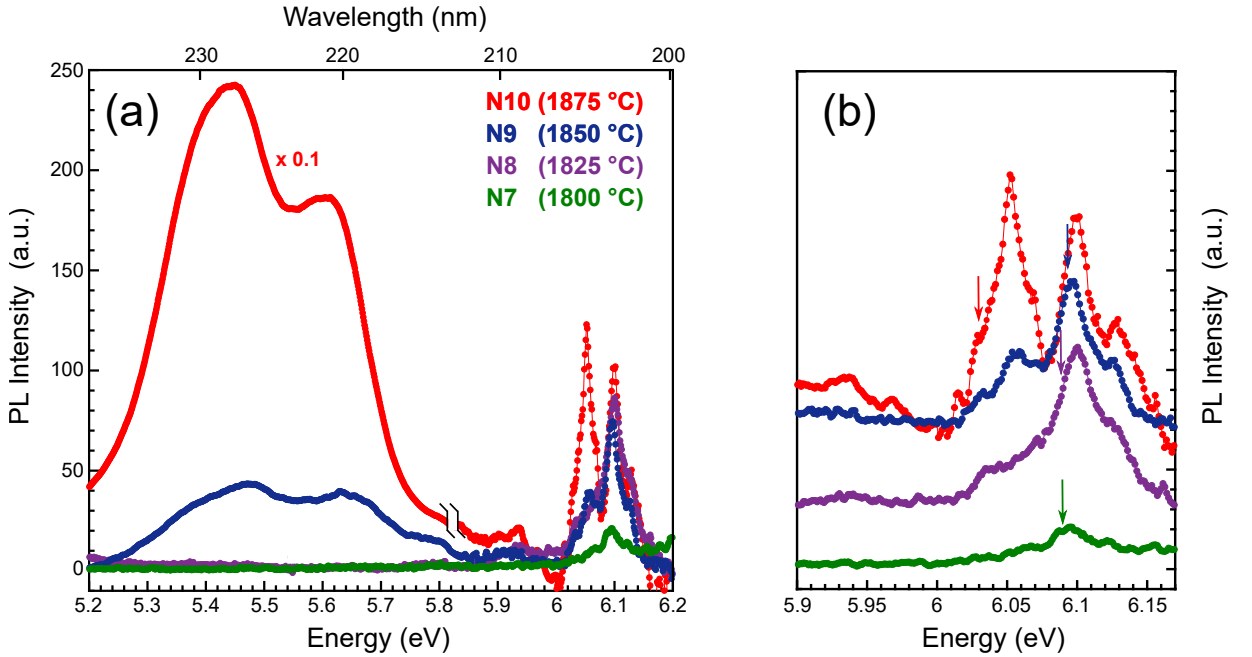 Wavelength (nm)
230 220 210 200
250
200
150
100
50
0
PL Intensity (a.u.)
(a)
x 0.1
N10 (1875 °C)
N9 (1850 °C)
N8 (1825 °C)
N7 (1800 °C)
5.2 5.3 5.4 5.5 5.6 5.7 5.8 5.9 6 6.1 6.2
Energy (eV)
(b)
PL Intensity (a.u.)
5.9 5.95 6 6.05 6.1 6.15
Energy (eV)